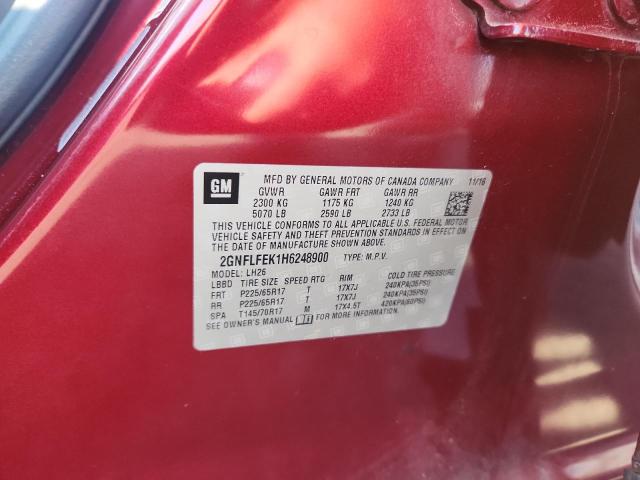 GM
MFD BY GENERAL MOTORS OF CANADA COMPANY 11/16
GVWR GAWR FRT GAWR RR
2300 KG 1175 KG 1240 KG
5070 LB 2590 LB 2733 LB
THIS VEHICLE CONFORMS TO ALL APPLICABLE U.S. FEDERAL MOTOR
VEHICLE SAFETY AND THEFT PREVENTION STANDARDS IN EFFECT ON
THE DATE OF MANUFACTURE SHOWN ABOVE.
2GNFLFEK1H6248900 TYPE: M.P.V.
MODEL: LH26
LBBD TIRE SIZE SPEED RTG RIM COLD TIRE PRESSURE
FRT P225/65R17 T 17X7J 240KPA(35PSI)
RR P225/65R17 T 17X7J 240KPA(35PSI)
SPA T145/70R17 M 17X4.5T 420KPA(60PSI)
SEE OWNER'S MANUAL FOR ADDITIONAL INFORMATION.